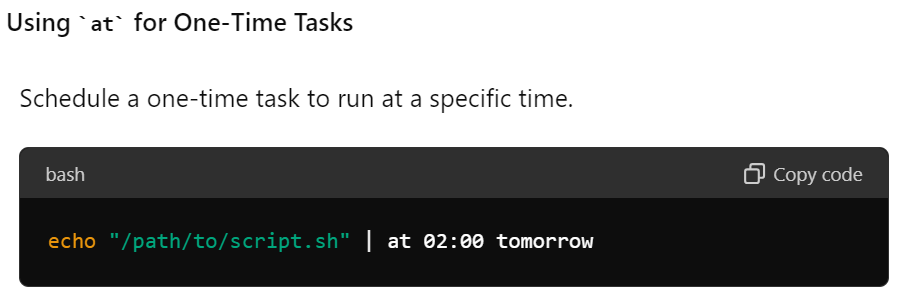 Using `at` for One-Time Tasks
Schedule a one-time task to run at a specific time.
bash
Copy code
echo "/path/to/script.sh" | at 02:00 tomorrow